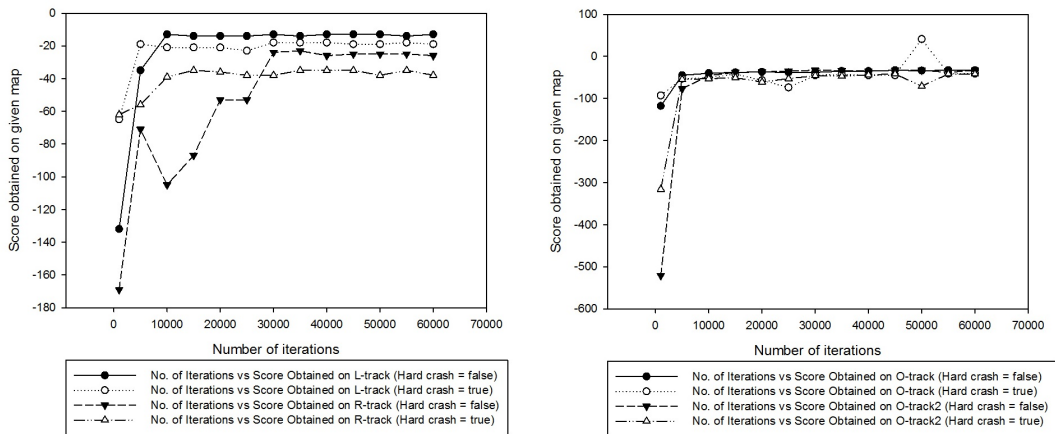 0
-20
-40
-60
-80
-100
-120
-140
-160
-180
Score obtained on given map
0 10000 20000 30000 40000 50000 60000 70000
Number of iterations
No. of Iterations vs Score Obtained on L-track (Hard crash = false)
No. of Iterations vs Score Obtained on L-track (Hard crash = true)
No. of Iterations vs Score Obtained on R-track (Hard crash = false)
No. of Iterations vs Score Obtained on R-track (Hard crash = true)
100
0
-100
-200
-300
-400
-500
-600
Score obtained on given map
0 10000 20000 30000 40000 50000 60000 70000
Number of iterations
No. of Iterations vs Score Obtained on O-track (Hard crash = false)
No. of Iterations vs Score Obtained on O-track (Hard crash = true)
No. of Iterations vs Score Obtained on O-track2 (Hard crash = false)
No. of Iterations vs Score Obtained on O-track2 (Hard crash = true)